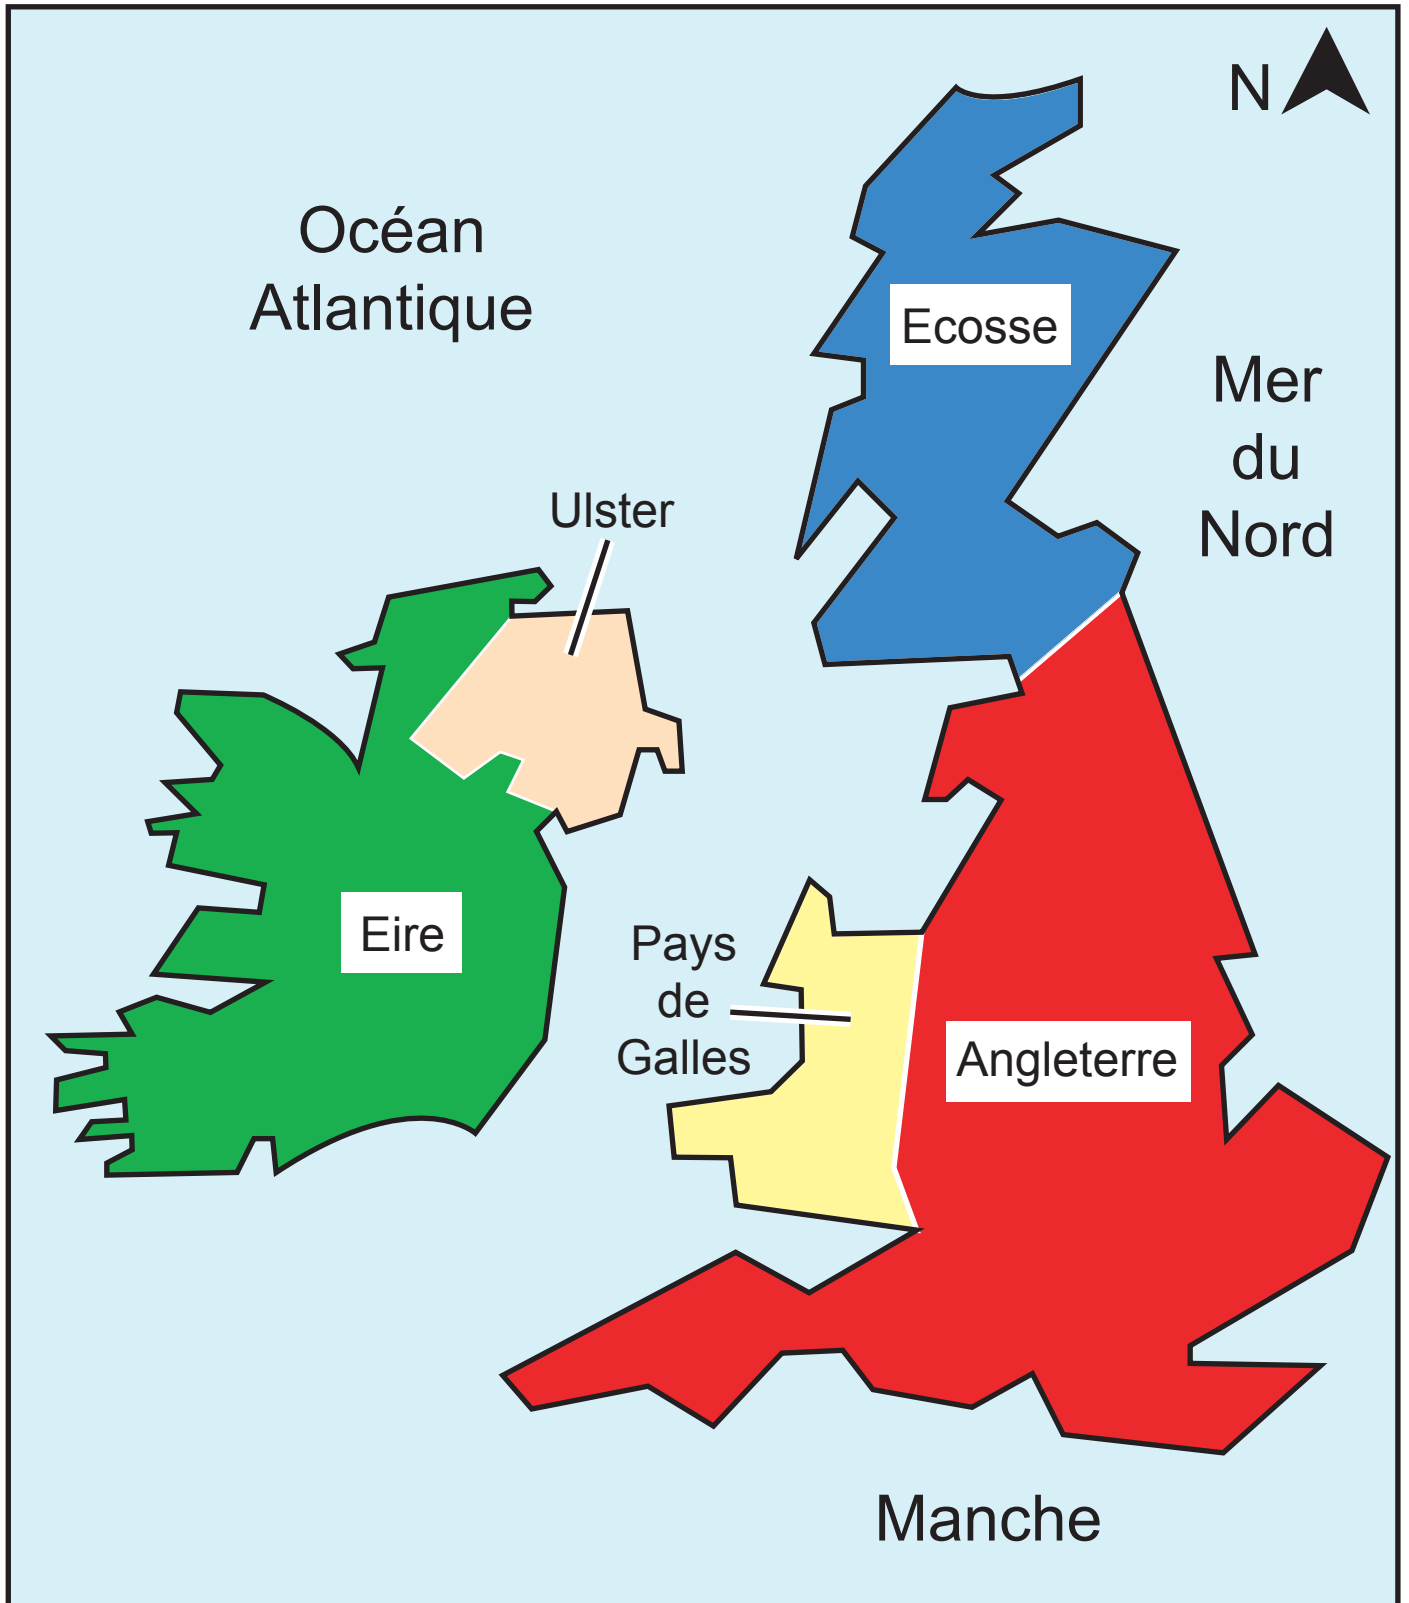 N
Océan
Atlantique
Ecosse
Mer
du
Nord
Ulster
Eire
Pays
de
Galles
Angleterre
Manche